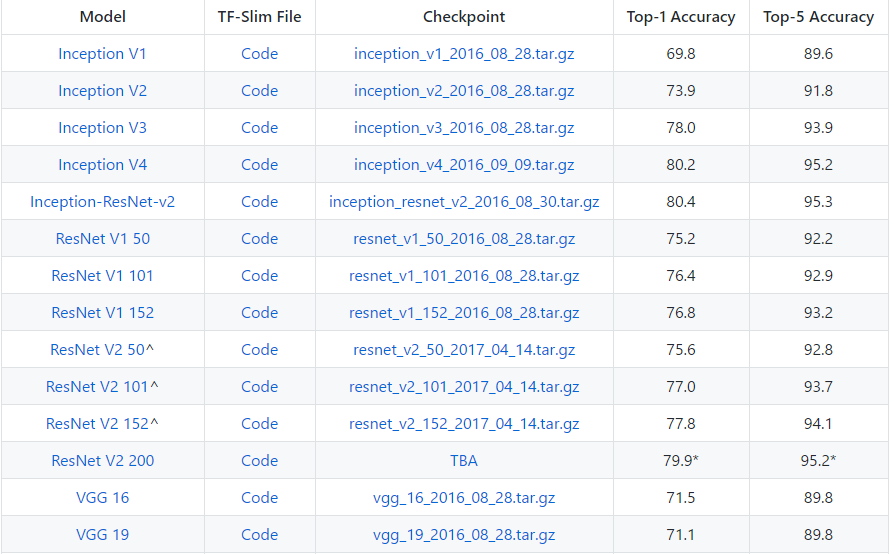 Model TF-Slim File Checkpoint Top-1 Accuracy Top-5 Accuracy
Inception V1 Code inception_v1_2016_08_28.tar.gz 69.8 89.6
Inception V2 Code inception_v2_2016_08_28.tar.gz 73.9 91.8
Inception V3 Code inception_v3_2016_08_28.tar.gz 78.0 93.9
Inception V4 Code inception_v4_2016_09_09.tar.gz 80.2 95.2
Inception-ResNet-v2 Code inception_resnet_v2_2016_08_30.tar.gz 80.4 95.3
ResNet V1 50 Code resnet_v1_50_2016_08_28.tar.gz 75.2 92.2
ResNet V1 101 Code resnet_v1_101_2016_08_28.tar.gz 76.4 92.9
ResNet V1 152 Code resnet_v1_152_2016_08_28.tar.gz 76.8 93.2
ResNet V2 50^ Code resnet_v2_50_2017_04_14.tar.gz 75.6 92.8
ResNet V2 101^ Code resnet_v2_101_2017_04_14.tar.gz 77.0 93.7
ResNet V2 152^ Code resnet_v2_152_2017_04_14.tar.gz 77.8 94.1
ResNet V2 200 Code TBA 79.9* 95.2*
VGG 16 Code vgg_16_2016_08_28.tar.gz 71.5 89.8
VGG 19 Code vgg_19_2016_08_28.tar.gz 71.1 89.8